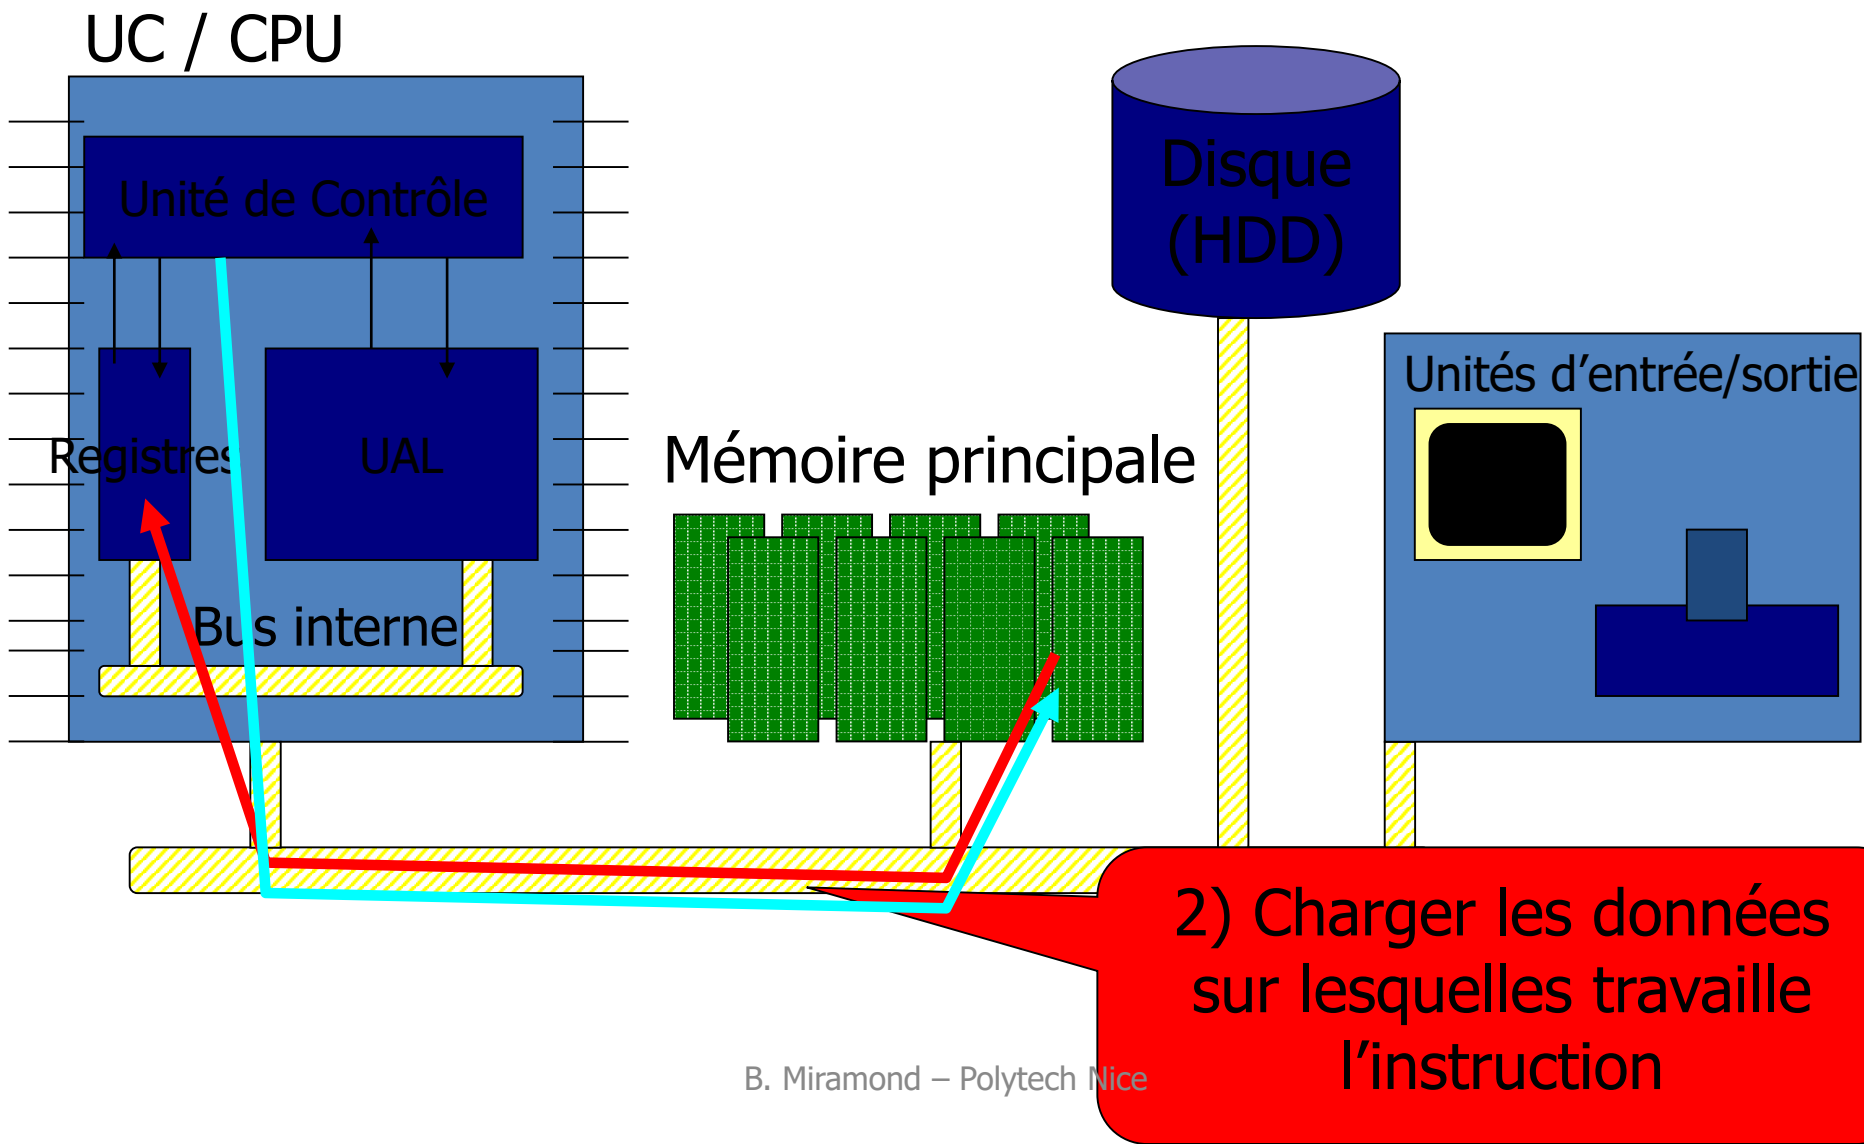 UC / CPU
Unité de Contrôle
Registres
UAL
Bus interne
Mémoire principale
Disque
(HDD)
Unités d’entrée/sortie
2) Charger les données
sur lesquelles travaille
l’instruction
B. Miramond – Polytech Nice